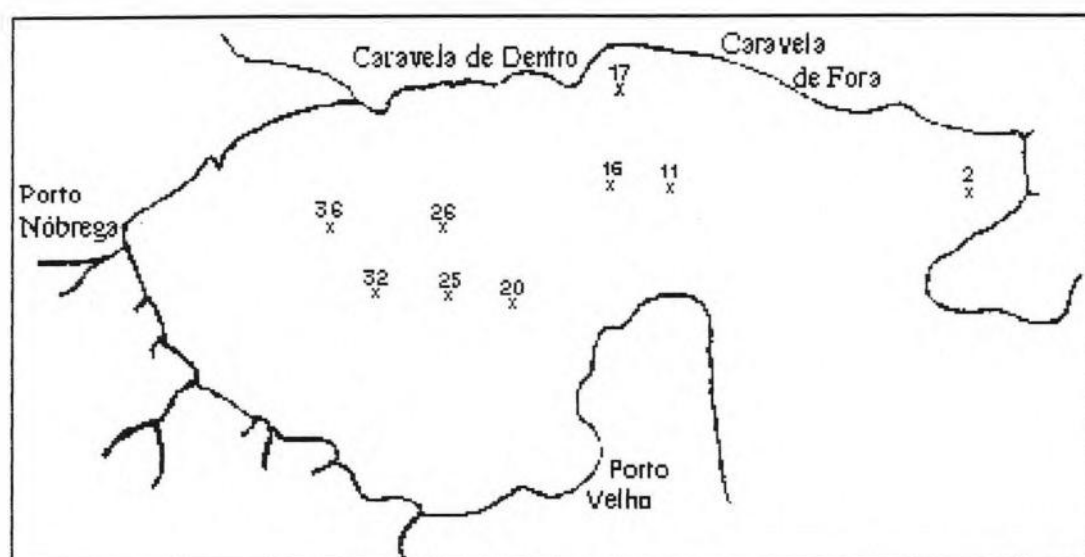 Caravela de Dentro
Caravela
de Fora
17
16
11
2
Porto
Nóbrega
36
26
32
25
20
Porto
Velho